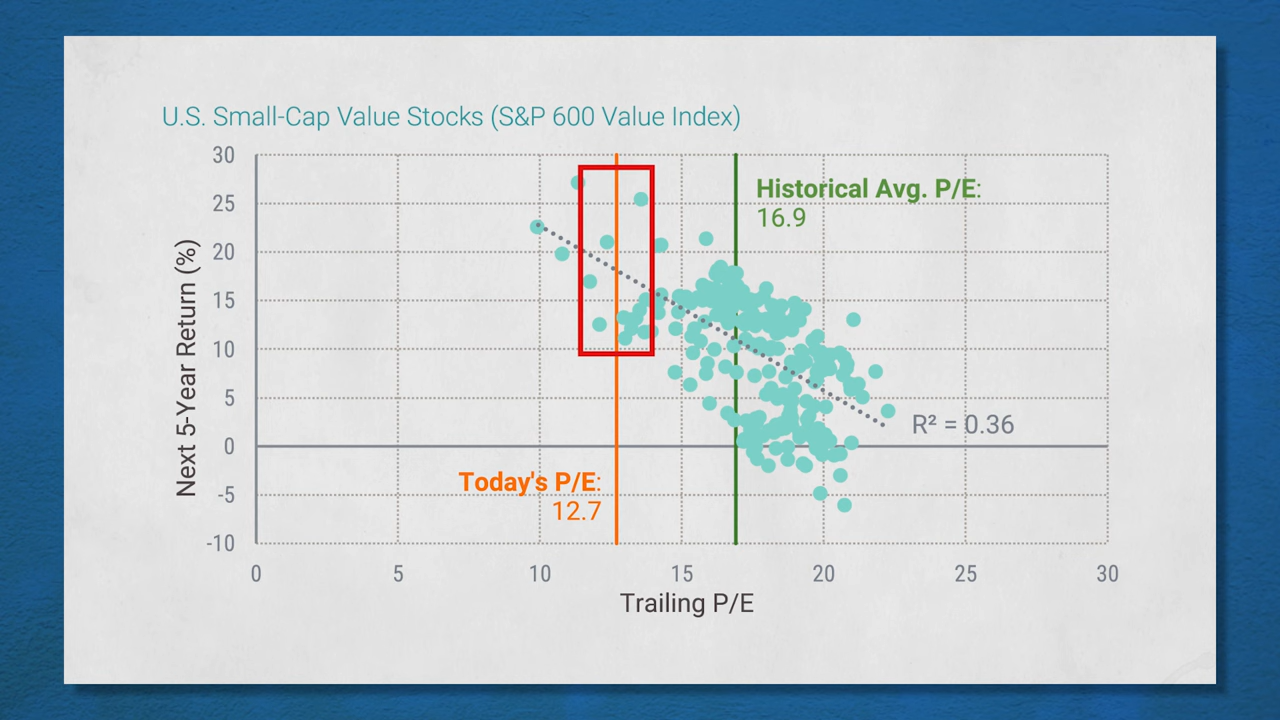 U.S. Small-Cap Value Stocks (S&P 600 Value Index)
30
25
20
15
10
5
0
-5
-10
Next 5-Year Return (%)
Historical Avg. P/E:
16.9
R² = 0.36
Today's P/E:
12.7
0 5 10 15 20 25 30
Trailing P/E